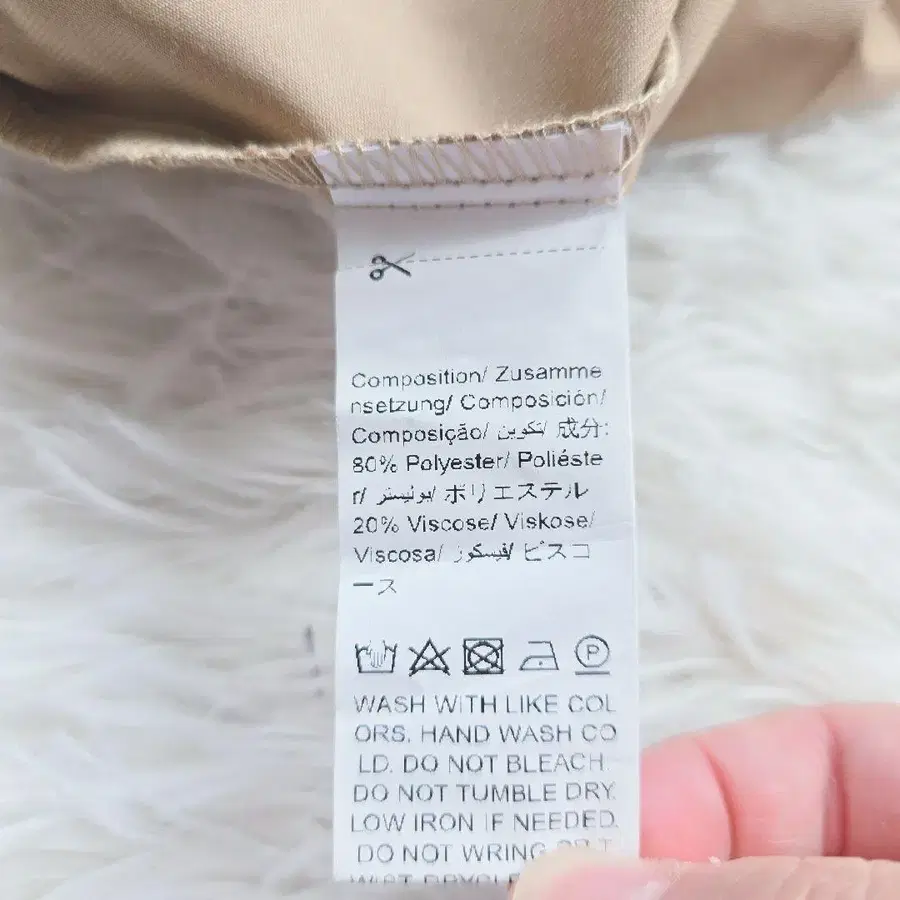 Composition/ Zusamme
nsetzung/ Composición/
Composição/ تكوين/ 成分:
80% Polyester/ Poliéste
r/ بوليستر/ ポリエステル
20% Viscose/ Viskose/
Viscosa/ فيسكوز/ ビスコ
ース
P
WASH WITH LIKE COL
ORS. HAND WASH CO
LD. DO NOT BLEACH.
DO NOT TUMBLE DRY.
LOW IRON IF NEEDED.
DO NOT WRING OR T